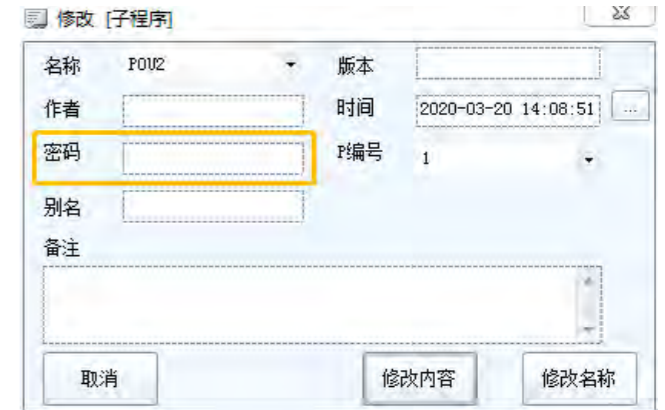 修改 [子程序]
名称 POU2 版本
作者 时间 2020-03-20 14:08:51 ...
密码 P编号 1
别名
备注
取消 修改内容 修改名称